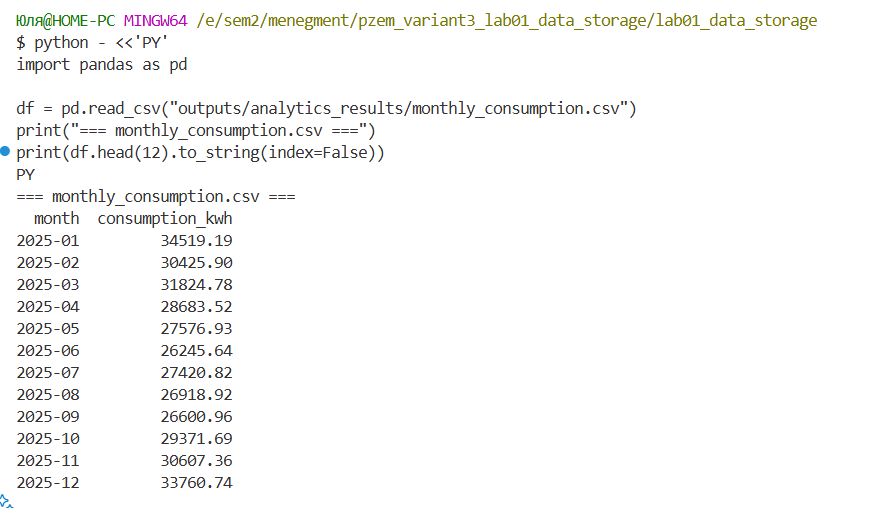 Юля@HOME-PC MINGW64 /e/sem2/menegment/pzem_variant3_lab01_data_storage/lab01_data_storage
$ python - <<'PY'
import pandas as pd
df = pd.read_csv("outputs/analytics_results/monthly_consumption.csv")
print("=== monthly_consumption.csv ===")
print(df.head(12).to_string(index=False))
PY
=== monthly_consumption.csv ===
month consumption_kwh
2025-01 34519.19
2025-02 30425.90
2025-03 31824.78
2025-04 28683.52
2025-05 27576.93
2025-06 26245.64
2025-07 27420.82
2025-08 26918.92
2025-09 26600.96
2025-10 29371.69
2025-11 30607.36
2025-12 33760.74